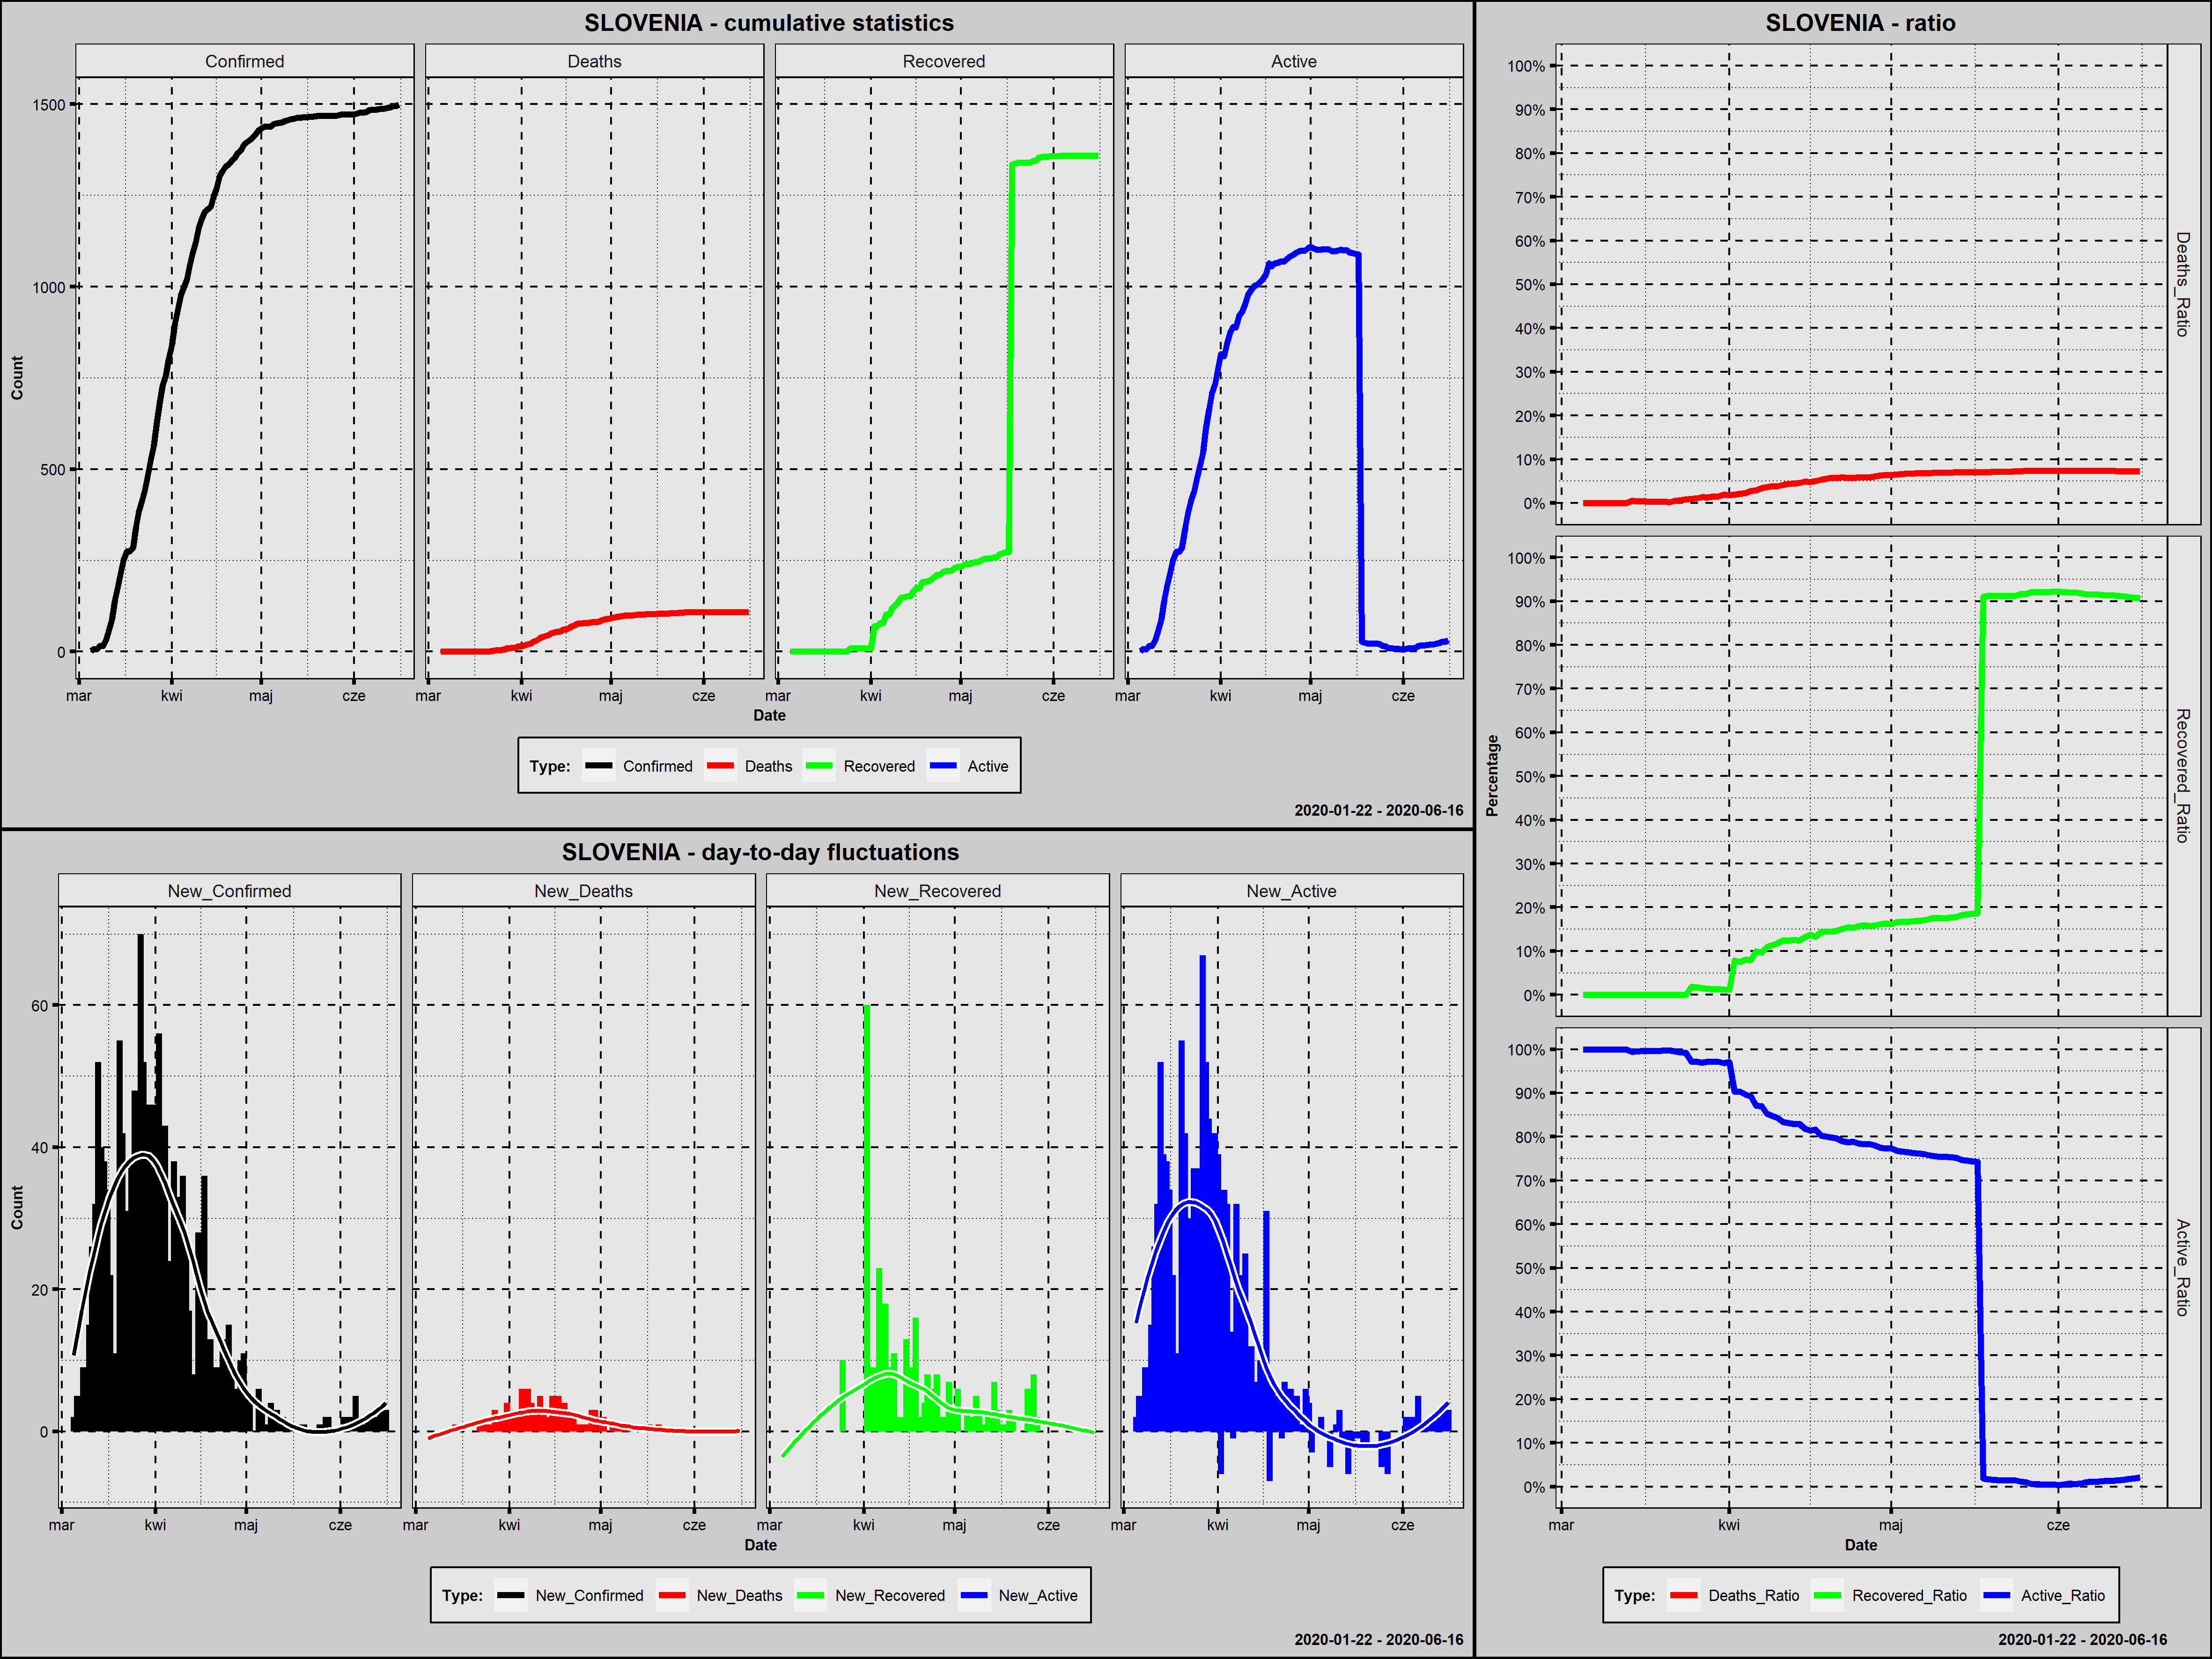 SLOVENIA - cumulative statistics
Confirmed Deaths Recovered Active
Count
1500
1000
500
0
mar kwi maj cze mar kwi maj cze mar kwi maj cze mar kwi maj cze
Date
Type: Confirmed Deaths Recovered Active
2020-01-22 - 2020-06-16
SLOVENIA - day-to-day fluctuations
New_Confirmed New_Deaths New_Recovered New_Active
Count
60
40
20
0
mar kwi maj cze mar kwi maj cze mar kwi maj cze mar kwi maj cze
Date
Type: New_Confirmed New_Deaths New_Recovered New_Active
2020-01-22 - 2020-06-16
SLOVENIA - ratio
Percentage
100%
90%
80%
70%
60%
50%
40%
30%
20%
10%
0%
Deaths_Ratio
100%
90%
80%
70%
60%
50%
40%
30%
20%
10%
0%
Recovered_Ratio
100%
90%
80%
70%
60%
50%
40%
30%
20%
10%
0%
Active_Ratio
mar kwi maj cze
Date
Type: Deaths_Ratio Recovered_Ratio Active_Ratio
2020-01-22 - 2020-06-16